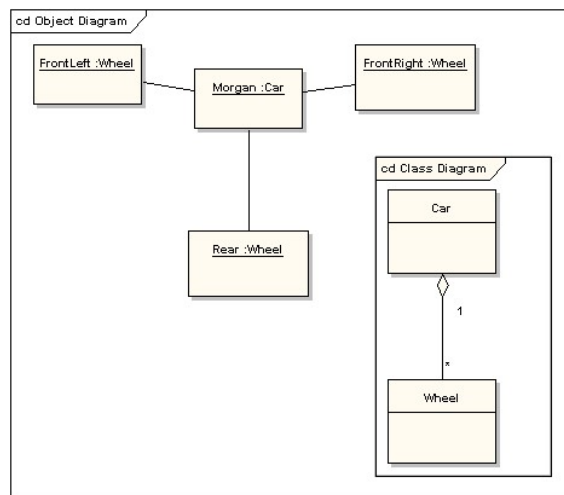 cd Object Diagram
FrontLeft :Wheel
Morgan :Car
FrontRight :Wheel
Rear :Wheel
cd Class Diagram
Car
1
*
Wheel